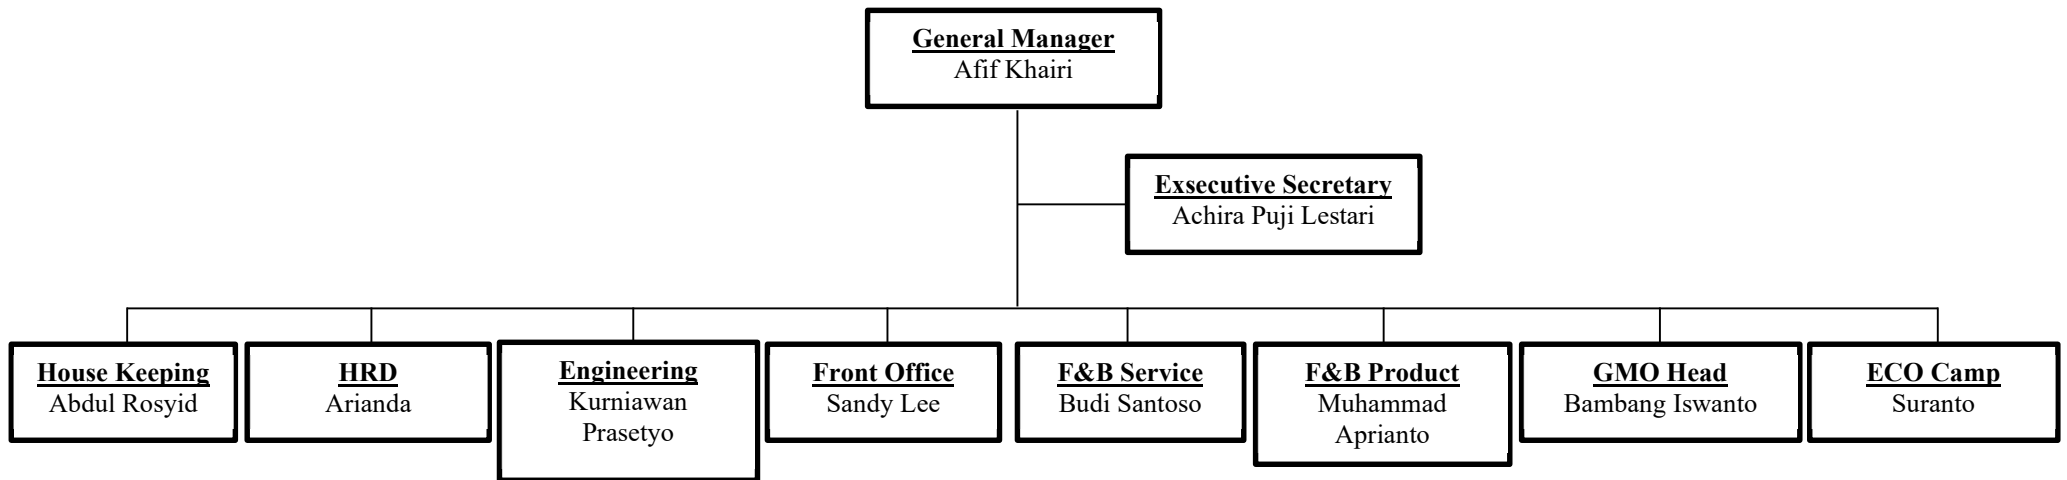 General Manager
Afif Khairi
Exsecutive Secretary
Achira Puji Lestari
House Keeping
Abdul Rosyid
HRD
Arianda
Engineering
Kurniawan
Prasetyo
Front Office
Sandy Lee
F&B Service
Budi Santoso
F&B Product
Muhammad
Aprianto
GMO Head
Bambang Iswanto
ECO Camp
Suranto